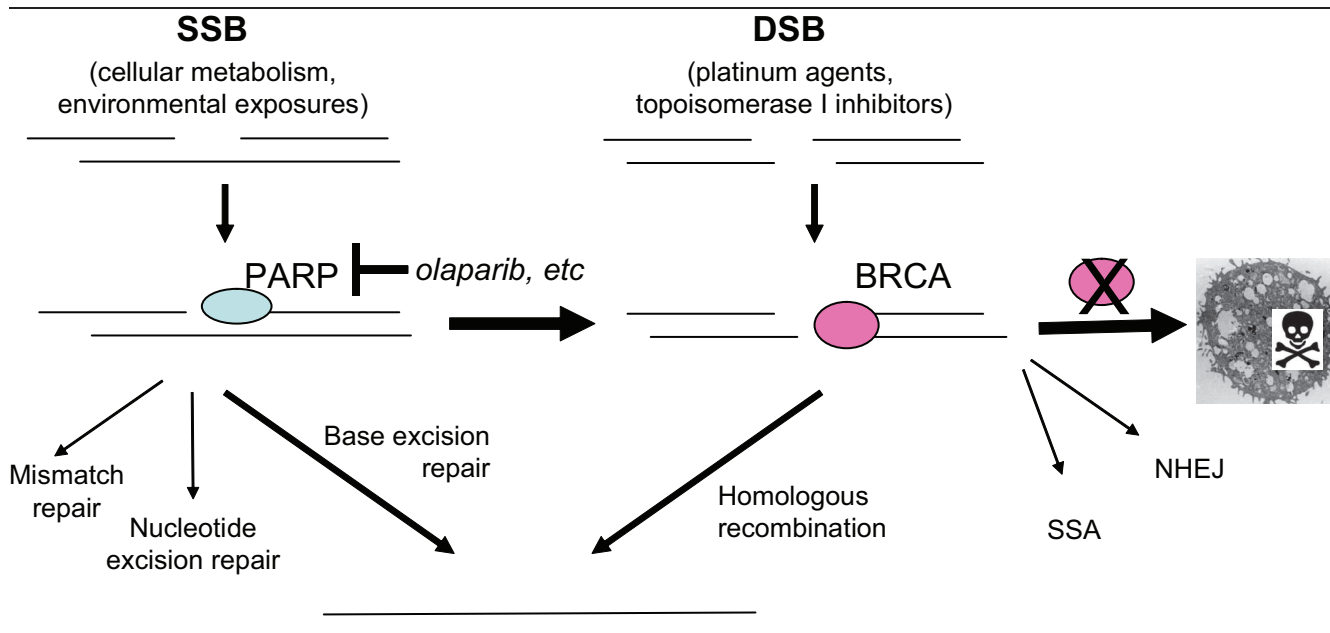 SSB
(cellular metabolism,
environmental exposures)
DSB
(platinum agents,
topoisomerase I inhibitors)
PARP
olaparib, etc
BRCA
Base excision
repair
Mismatch
repair
Nucleotide
excision repair
Homologous
recombination
NHEJ
SSA